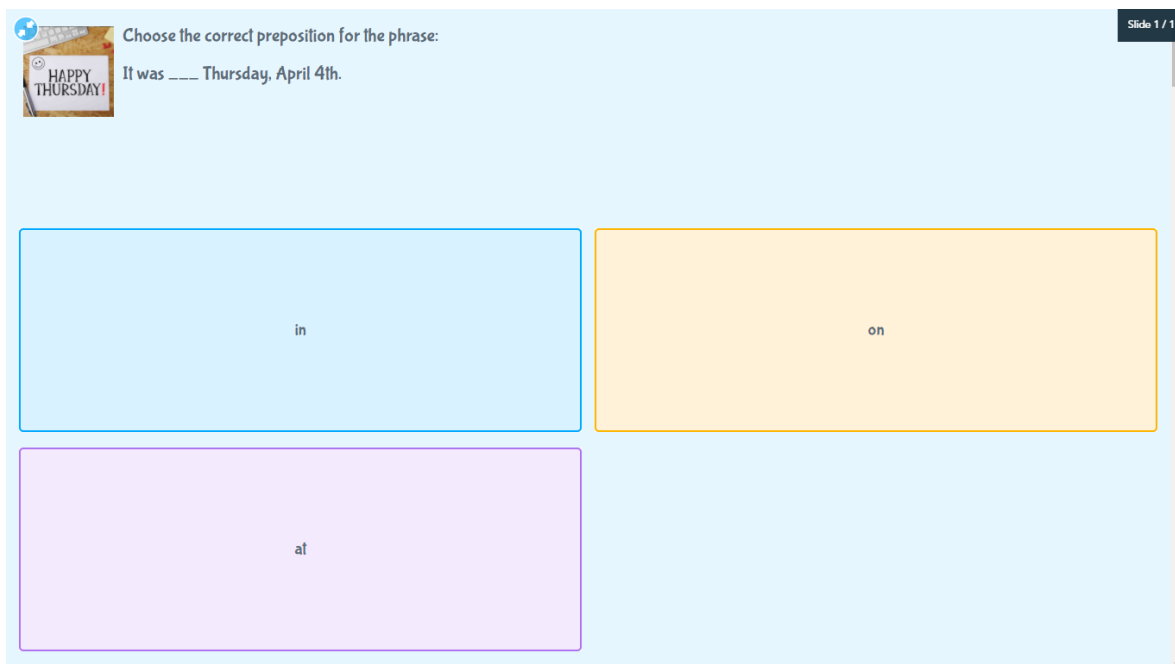 Slide 1 / 1
Choose the correct preposition for the phrase:
It was ___ Thursday, April 4th.
HAPPY
THURSDAY!
in
on
at